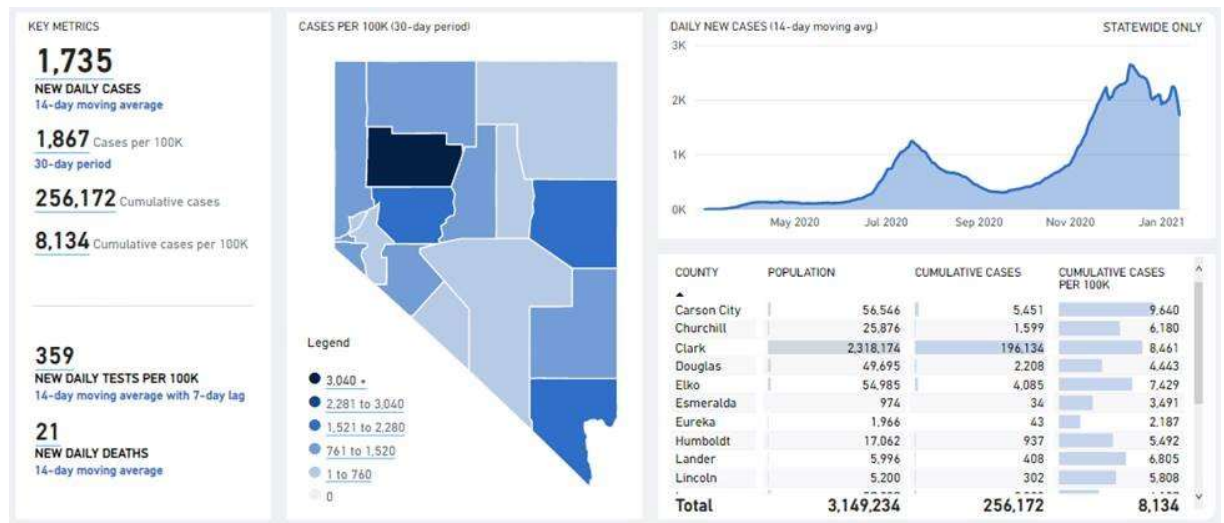 KEY METRICS
1,735
NEW DAILY CASES
14-day moving average
1,867 Cases per 100K
30-day period
256,172 Cumulative cases
8,134 Cumulative cases per 100K
359
NEW DAILY TESTS PER 100K
14-day moving average with 7-day lag
21
NEW DAILY DEATHS
14-day moving average
CASES PER 100K (30-day period)
Legend
3,040 +
2,281 to 3,040
1,521 to 2,280
761 to 1,520
1 to 760
0
DAILY NEW CASES (14-day moving avg.) STATEWIDE ONLY
3K
2K
1K
0K
May 2020 Jul 2020 Sep 2020 Nov 2020 Jan 2021
COUNTY POPULATION CUMULATIVE CASES CUMULATIVE CASES
PER 100K
Carson City 56,546 5,451 9,640
Churchill 25,876 1,599 6,180
Clark 2,318,174 196,134 8,461
Douglas 49,695 2,208 4,443
Elko 54,985 4,085 7,429
Esmeralda 974 34 3,491
Eureka 1,966 43 2,187
Humboldt 17,062 937 5,492
Lander 5,996 408 6,805
Lincoln 5,200 302 5,808
Total 3,149,234 256,172 8,134